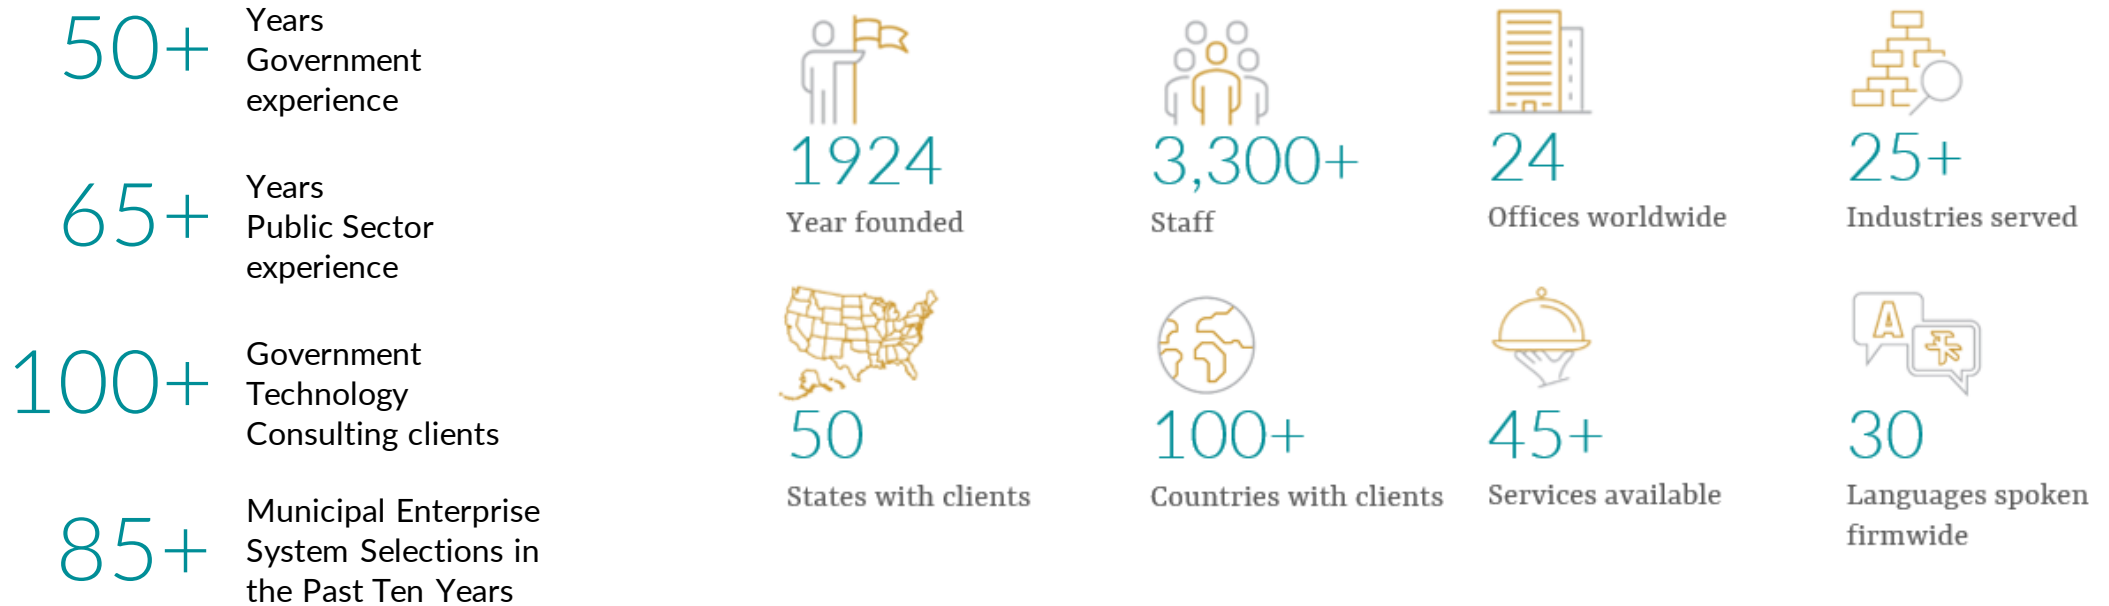 50+
Years
Government
experience
65+
Years
Public Sector
experience
100+
Government
Technology
Consulting clients
85+
Municipal Enterprise
System Selections in
the Past Ten Years
1924
Year founded
3,300+
Staff
24
Offices worldwide
25+
Industries served
50
States with clients
100+
Countries with clients
45+
Services available
A
30
Languages spoken
firmwide